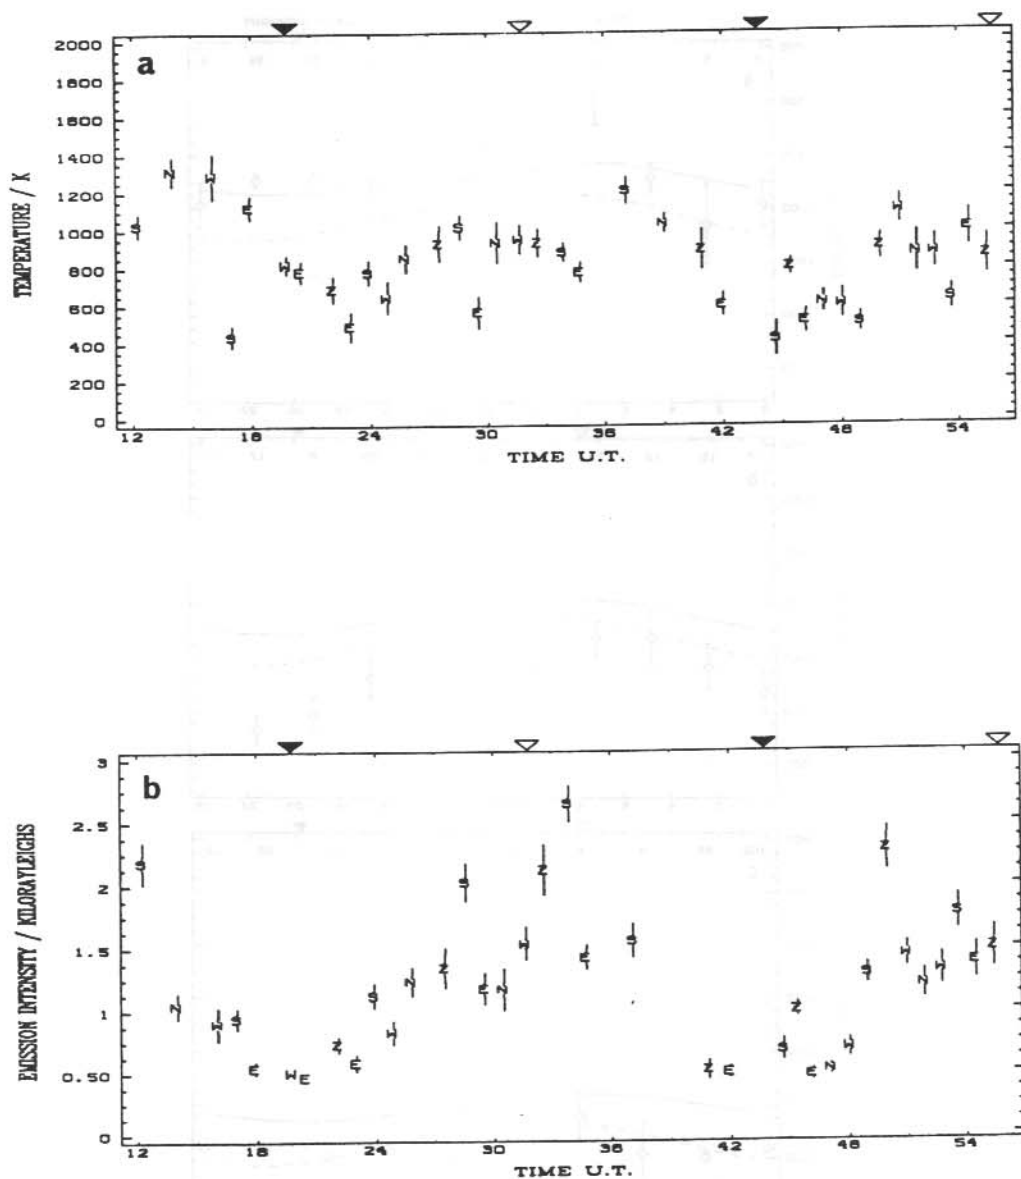 a
2000
1800
1600
1400
1200
1000
800
600
400
200
0
TEMPERATURE / K
12 18 24 30 36 42 48 54
TIME U.T.
S N W S E W E Z E S W N Z S E N W Z S E S N Z E S Z E N W S Z W N W S E Z
b
3
2.5
2
1.5
1
0.50
0
EMISSION INTENSITY / KILORAYLEIGHS
12 18 24 30 36 42 48 54
TIME U.T.
S N W S E W E Z E S W N Z S E N W Z S E S Z E S Z E N W S Z W N W S E Z